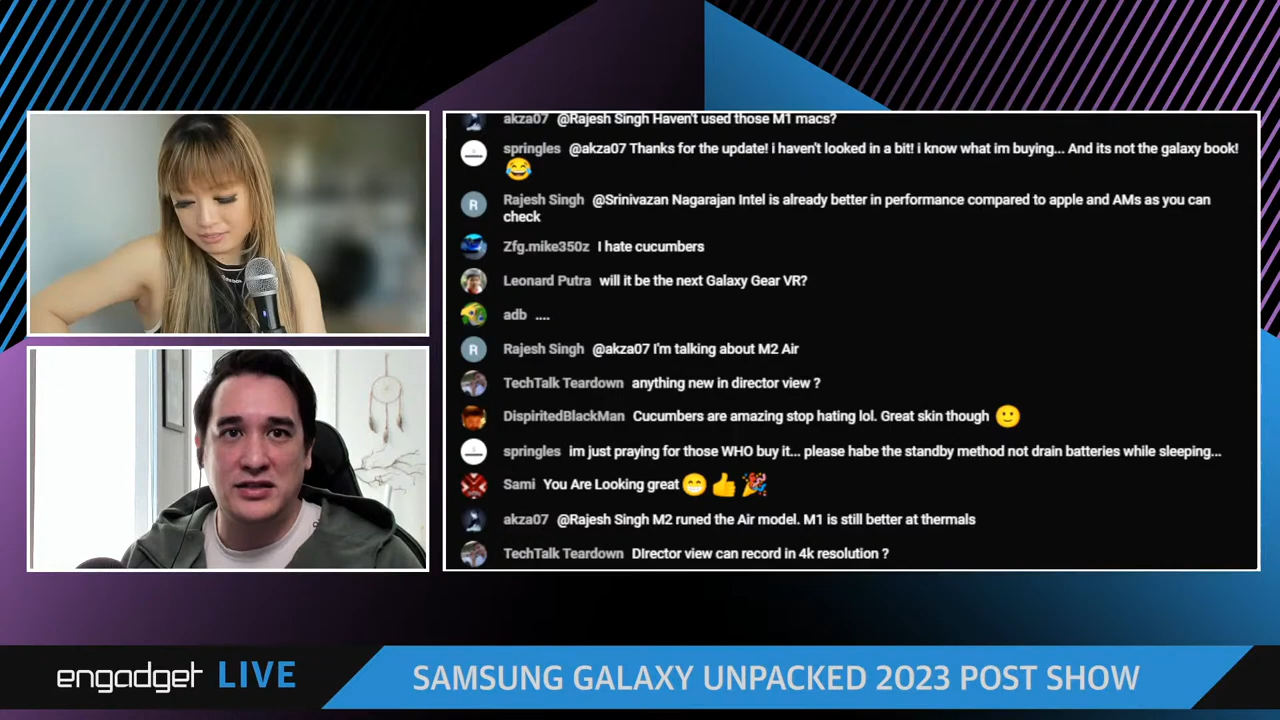 akza07 @Rajesh Singh Haven't used those M1 macs?
springles @akza07 Thanks for the update! i haven't looked in a bit! i know what im buying... And its not the galaxy book!
😂
R Rajesh Singh @Srinivazan Nagarajan Intel is already better in performance compared to apple and AMs as you can
check
Zfg.mike350z I hate cucumbers
Leonard Putra will it be the next Galaxy Gear VR?
adb ....
R Rajesh Singh @akza07 I'm talking about M2 Air
TechTalk Teardown anything new in director view ?
DispiritedBlackMan Cucumbers are amazing stop hating lol. Great skin though 🙂
springles im just praying for those WHO buy it... please habe the standby method not drain batteries while sleeping...
Sami You Are Looking great 😁 👍 🎉
akza07 @Rajesh Singh M2 runed the Air model. M1 is still better at thermals
TechTalk Teardown DIrector view can record in 4k resolution ?
engadget LIVE
SAMSUNG GALAXY UNPACKED 2023 POST SHOW